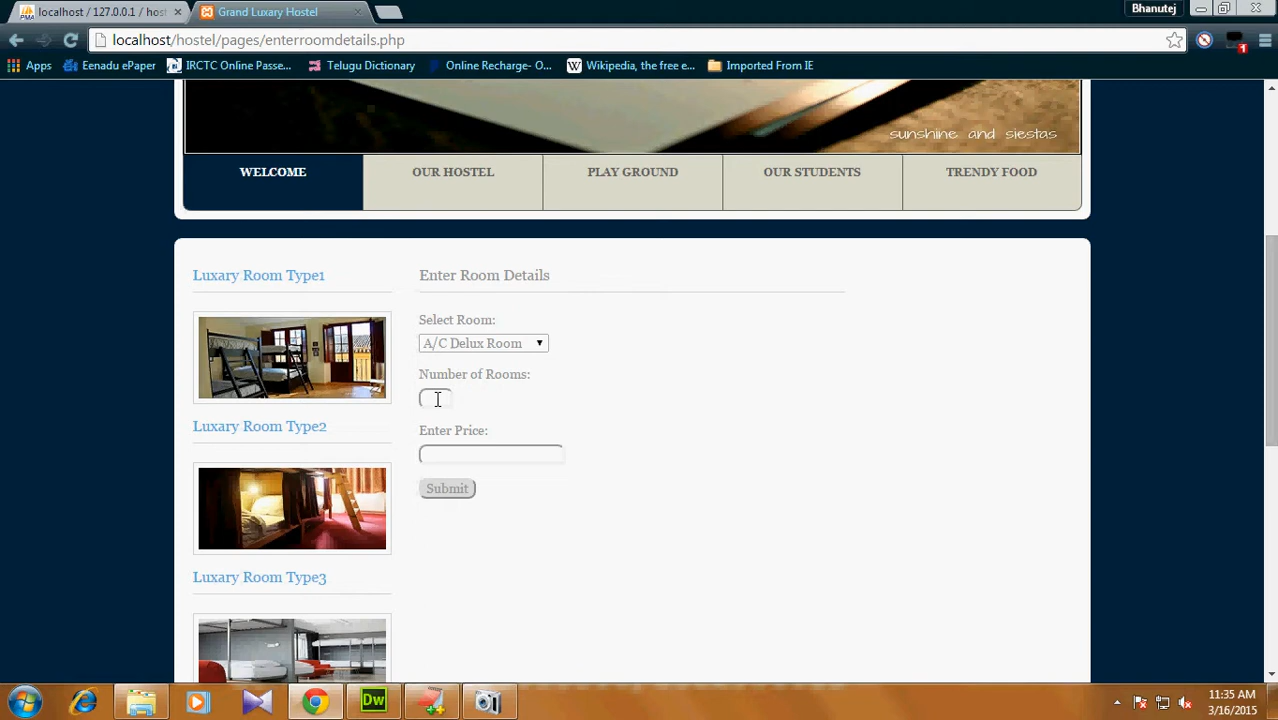 localhost / 127.0.0.1 / hos
Grand Luxary Hostel
Bhanutej
localhost/hostel/pages/enterroomdetails.php
1
Apps
Eenadu ePaper
IRCTC Online Passe...
Telugu Dictionary
Online Recharge- O...
Wikipedia, the free e...
Imported From IE
sunshine and siestas
WELCOME
OUR HOSTEL
PLAY GROUND
OUR STUDENTS
TRENDY FOOD
Luxary Room Type1
Enter Room Details
Select Room:
A/C Delux Room
Number of Rooms:
Luxary Room Type2
Enter Price:
Submit
Luxary Room Type3
Dw
11:35 AM
3/16/2015